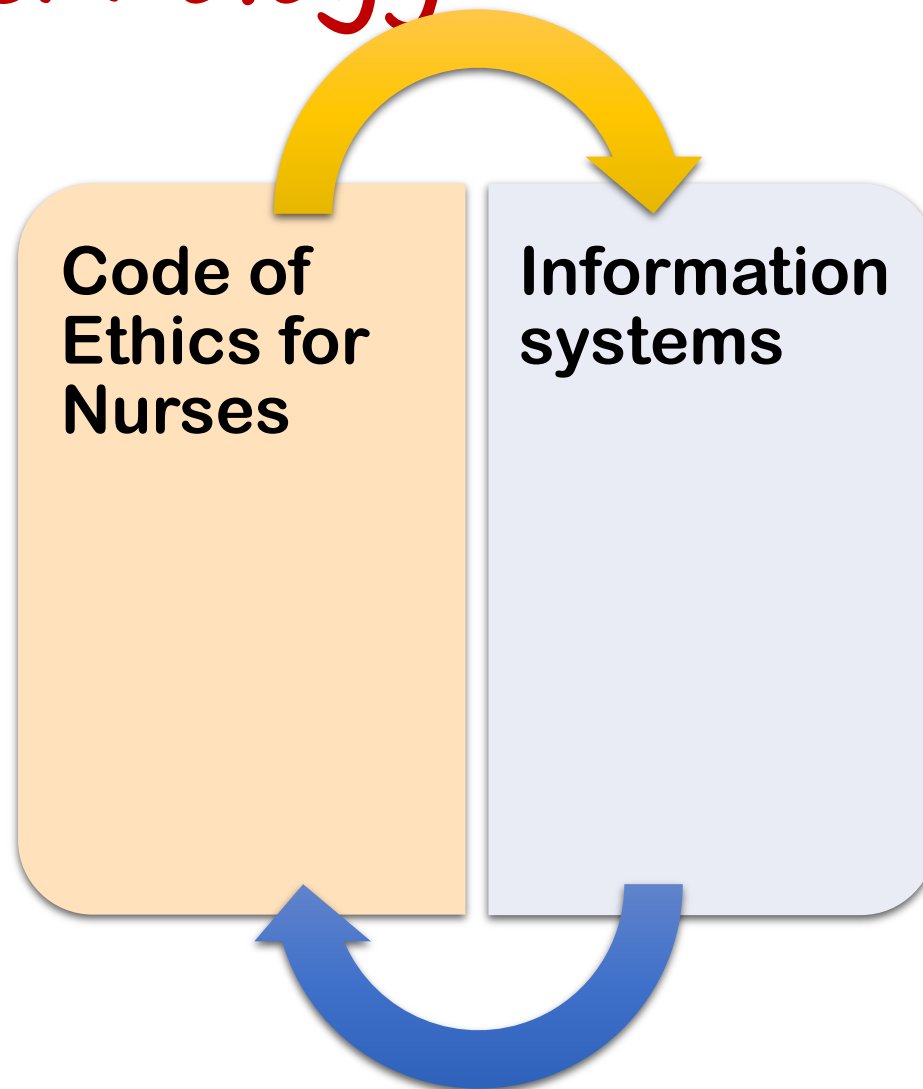 Code of
Ethics for
Nurses
Information
systems